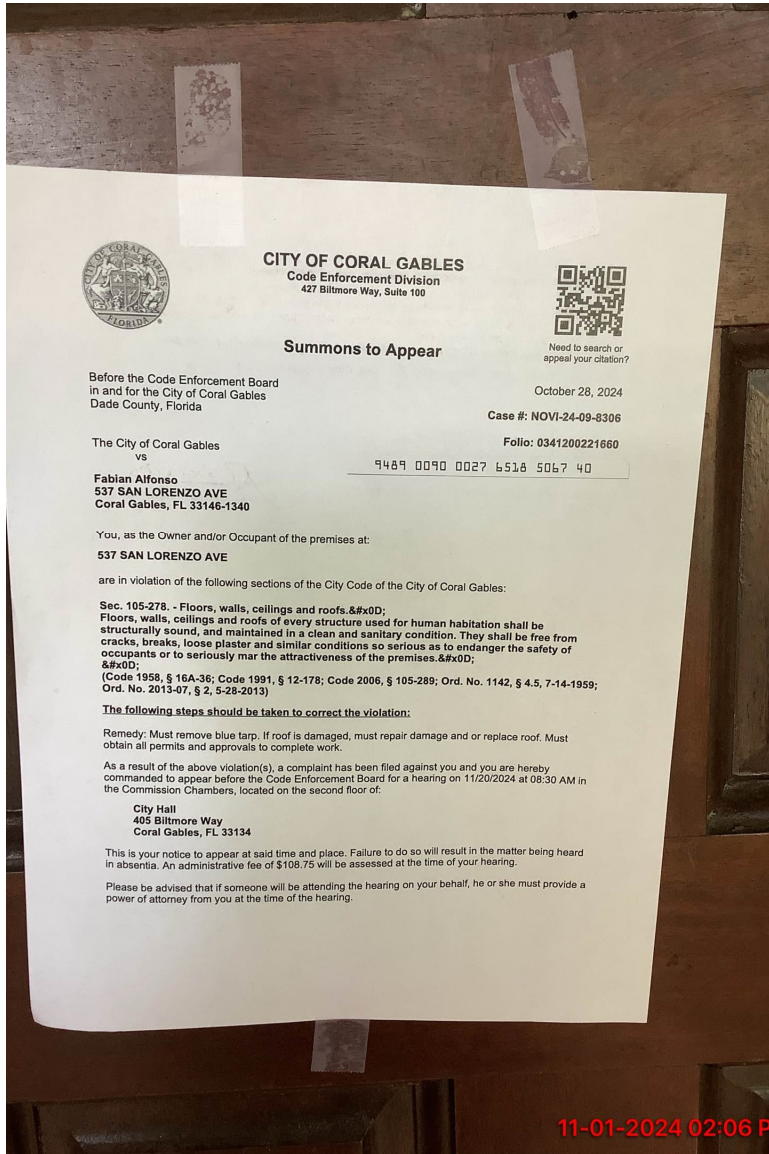 CITY OF CORAL GABLES
Code Enforcement Division
427 Biltmore Way, Suite 100
CITY OF CORAL GABLES
FLORIDA
Need to search or
appeal your citation?
Summons to Appear
Before the Code Enforcement Board
in and for the City of Coral Gables
Dade County, Florida
October 28, 2024
Case #: NOVI-24-09-8306
The City of Coral Gables
vs
Folio: 0341200221660
9489 0090 0027 6518 5067 40
Fabian Alfonso
537 SAN LORENZO AVE
Coral Gables, FL 33146-1340
You, as the Owner and/or Occupant of the premises at:
537 SAN LORENZO AVE
are in violation of the following sections of the City Code of the City of Coral Gables:
Sec. 105-278. - Floors, walls, ceilings and roofs.&#x0D;
Floors, walls, ceilings and roofs of every structure used for human habitation shall be
structurally sound, and maintained in a clean and sanitary condition. They shall be free from
cracks, breaks, loose plaster and similar conditions so serious as to endanger the safety of
occupants or to seriously mar the attractiveness of the premises.&#x0D;
&#x0D;
(Code 1958, § 16A-36; Code 1991, § 12-178; Code 2006, § 105-289; Ord. No. 1142, § 4.5, 7-14-1959;
Ord. No. 2013-07, § 2, 5-28-2013)
The following steps should be taken to correct the violation:
Remedy: Must remove blue tarp. If roof is damaged, must repair damage and or replace roof. Must
obtain all permits and approvals to complete work.
As a result of the above violation(s), a complaint has been filed against you and you are hereby
commanded to appear before the Code Enforcement Board for a hearing on 11/20/2024 at 08:30 AM in
the Commission Chambers, located on the second floor of:
City Hall
405 Biltmore Way
Coral Gables, FL 33134
This is your notice to appear at said time and place. Failure to do so will result in the matter being heard
in absentia. An administrative fee of $108.75 will be assessed at the time of your hearing.
Please be advised that if someone will be attending the hearing on your behalf, he or she must provide a
power of attorney from you at the time of the hearing.
11-01-2024 02:06 P